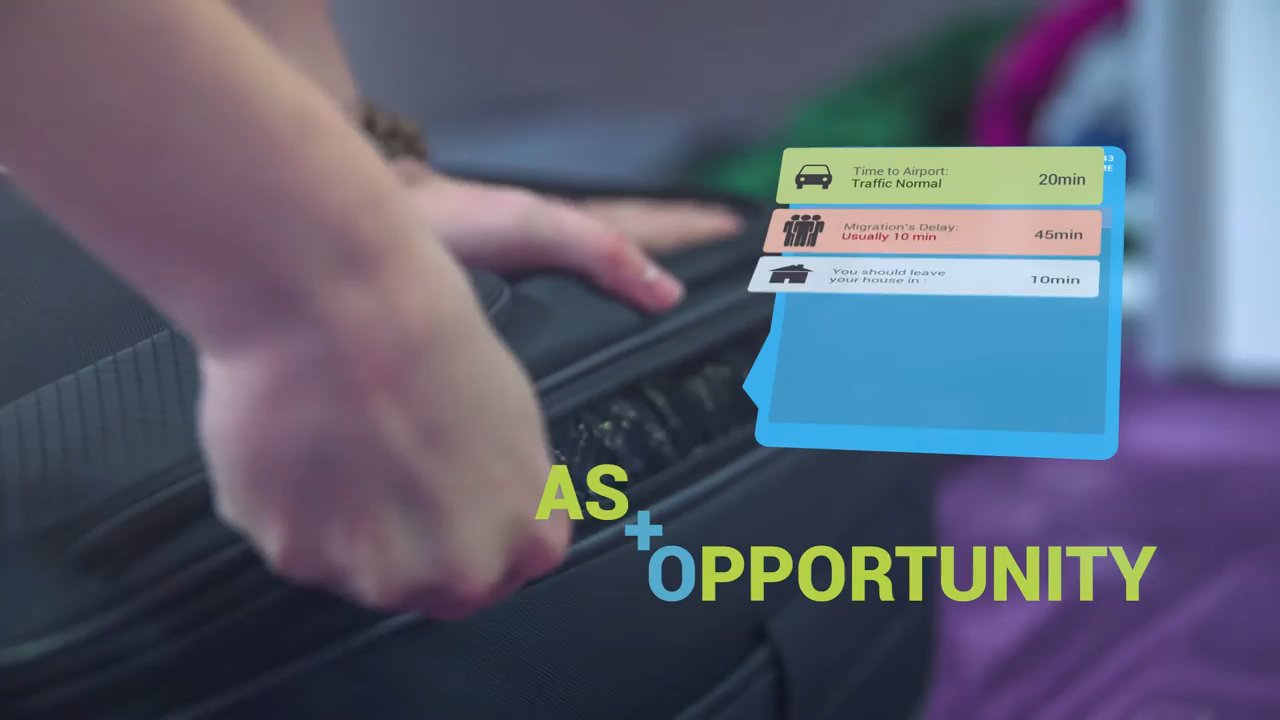 Time to Airport:
Traffic Normal
20min
Migration's Delay:
Usually 10 min
45min
You should leave
your house in :
10min
AS
+
OPPORTUNITY